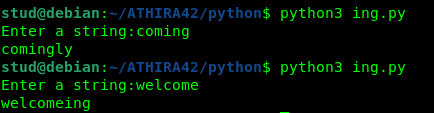 stud@debian:~/ATHIRA42/python$ python3 ing.py
Enter a string:coming
comingly
stud@debian:~/ATHIRA42/python$ python3 ing.py
Enter a string:welcome
welcomeing